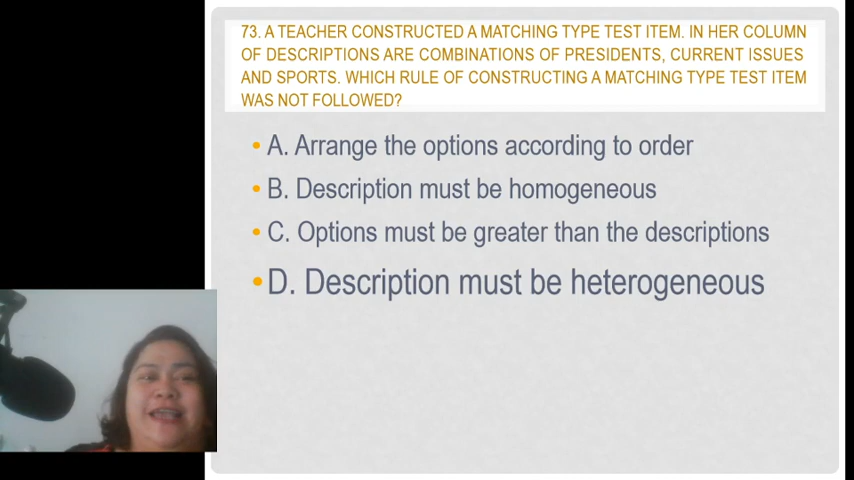 73. A TEACHER CONSTRUCTED A MATCHING TYPE TEST ITEM. IN HER COLUMN
OF DESCRIPTIONS ARE COMBINATIONS OF PRESIDENTS, CURRENT ISSUES
AND SPORTS. WHICH RULE OF CONSTRUCTING A MATCHING TYPE TEST ITEM
WAS NOT FOLLOWED?
• A. Arrange the options according to order
• B. Description must be homogeneous
• C. Options must be greater than the descriptions
• D. Description must be heterogeneous